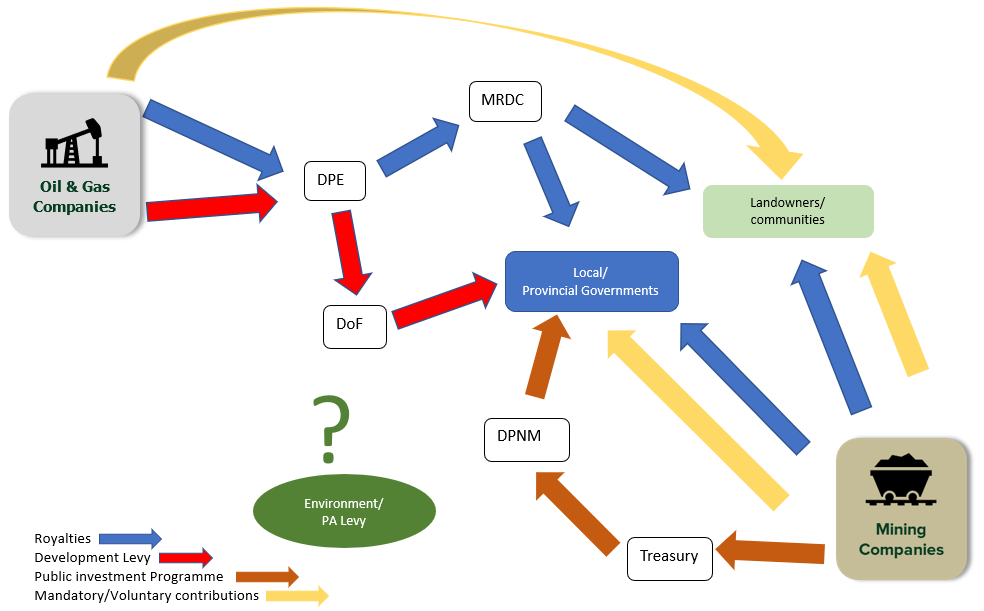 MRDC
Oil & Gas
Companies
DPE
Landowners/
communities
Local/
Provincial Governments
DoF
?
DPNM
Environment/
PA Levy
Mining
Companies
Treasury
Royalties
Development Levy
Public investment Programme
Mandatory/Voluntary contributions